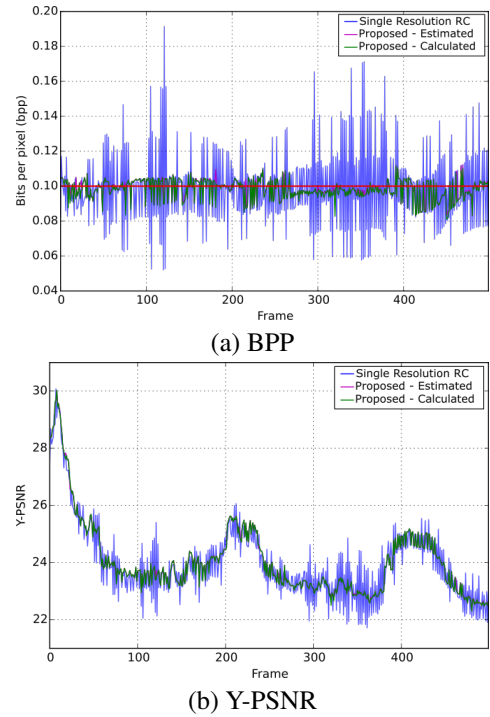 0.20
0.18
0.16
0.14
0.12
0.10
0.08
0.06
0.04
Bits per pixel (bpp)
Single Resolution RC
Proposed - Estimated
Proposed - Calculated
0
100
200
300
400
Frame
(a) BPP
30
28
26
24
22
Y-PSNR
Single Resolution RC
Proposed - Estimated
Proposed - Calculated
0
100
200
300
400
Frame
(b) Y-PSNR